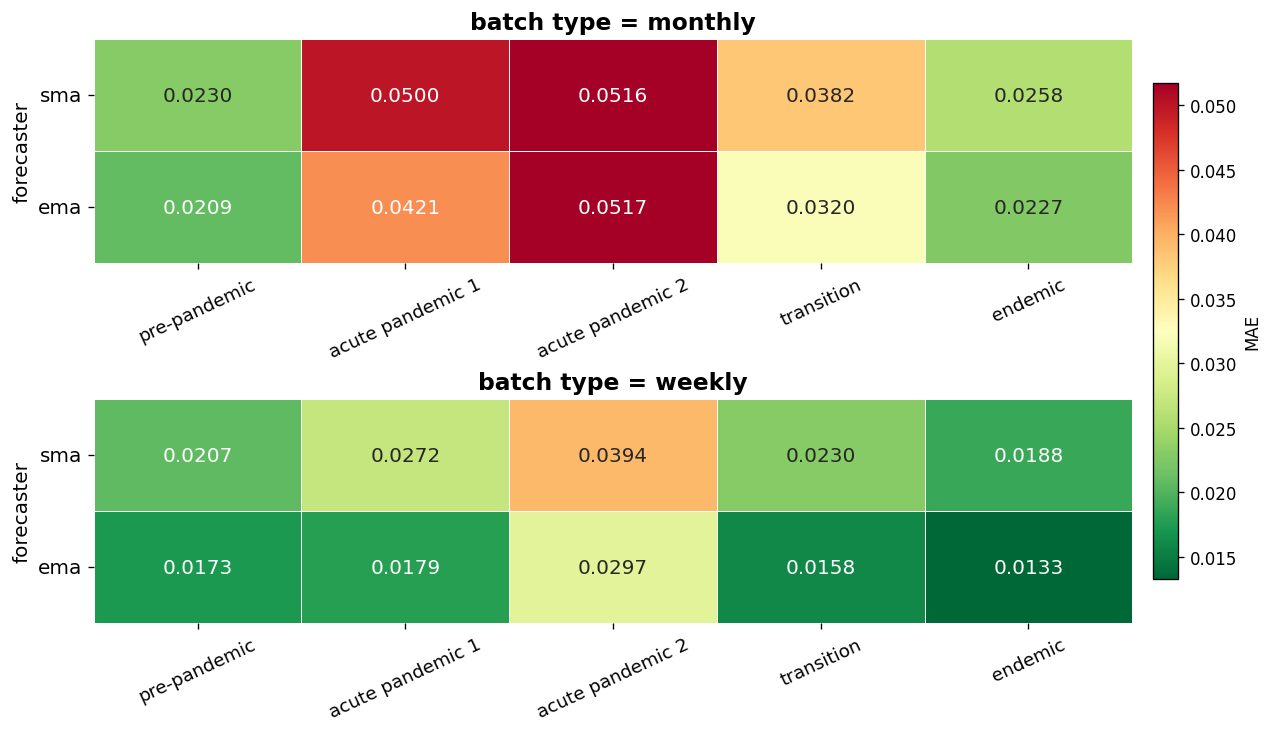 batch type = monthly
forecaster
sma
0.0230 0.0500 0.0516 0.0382 0.0258
ema
0.0209 0.0421 0.0517 0.0320 0.0227
pre-pandemic acute pandemic 1 acute pandemic 2 transition endemic
batch type = weekly
forecaster
sma
0.0207 0.0272 0.0394 0.0230 0.0188
ema
0.0173 0.0179 0.0297 0.0158 0.0133
pre-pandemic acute pandemic 1 acute pandemic 2 transition endemic
0.050
0.045
0.040
0.035
0.030
0.025
0.020
0.015
MAE